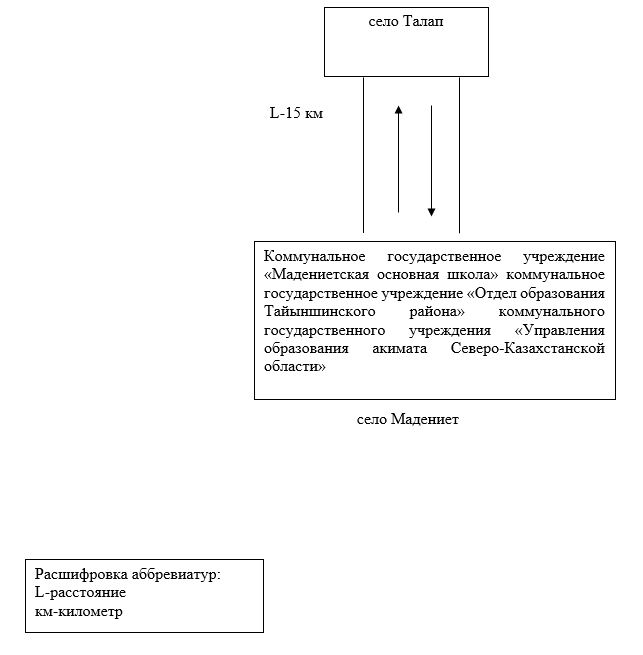 село Талап
L-15 км
Коммунальное государственное учреждение
«Мадениетская основная школа» коммунальное
государственное учреждение «Отдел образования
Тайыншинского района» коммунального
государственного учреждения «Управления
образования акимата Северо-Казахстанской
области»
село Мадениет
Расшифровка аббревиатур:
L-расстояние
км-километр